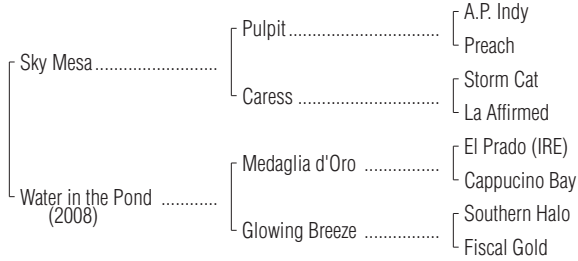 A.P. Indy
Pulpit
Preach
Sky Mesa
Storm Cat
Caress
La Affirmed
El Prado (IRE)
Medaglia d'Oro
Cappucino Bay
Water in the Pond
(2008)
Southern Halo
Glowing Breeze
Fiscal Gold